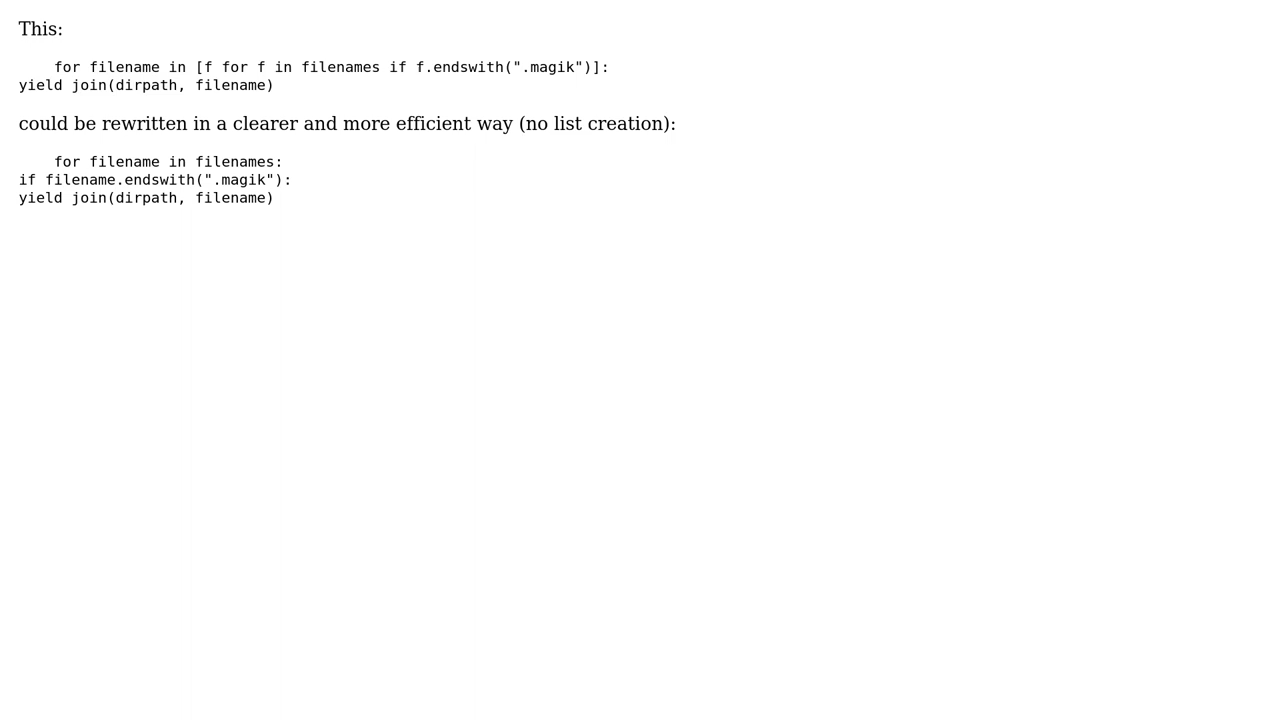 This:
    for filename in [f for f in filenames if f.endswith(".magik")]:
yield join(dirpath, filename)
could be rewritten in a clearer and more efficient way (no list creation):
    for filename in filenames:
if filename.endswith(".magik"):
yield join(dirpath, filename)